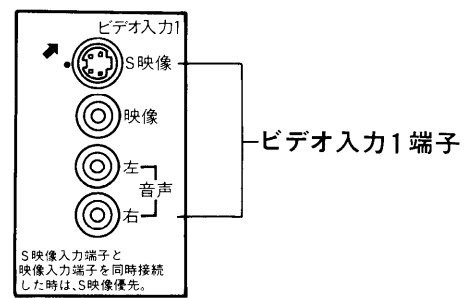 ビデオ入力1
S映像
映像
左
音声
右
S映像入力端子と
映像入力端子を同時接続
した時は、S映像優先。
ビデオ入力1端子